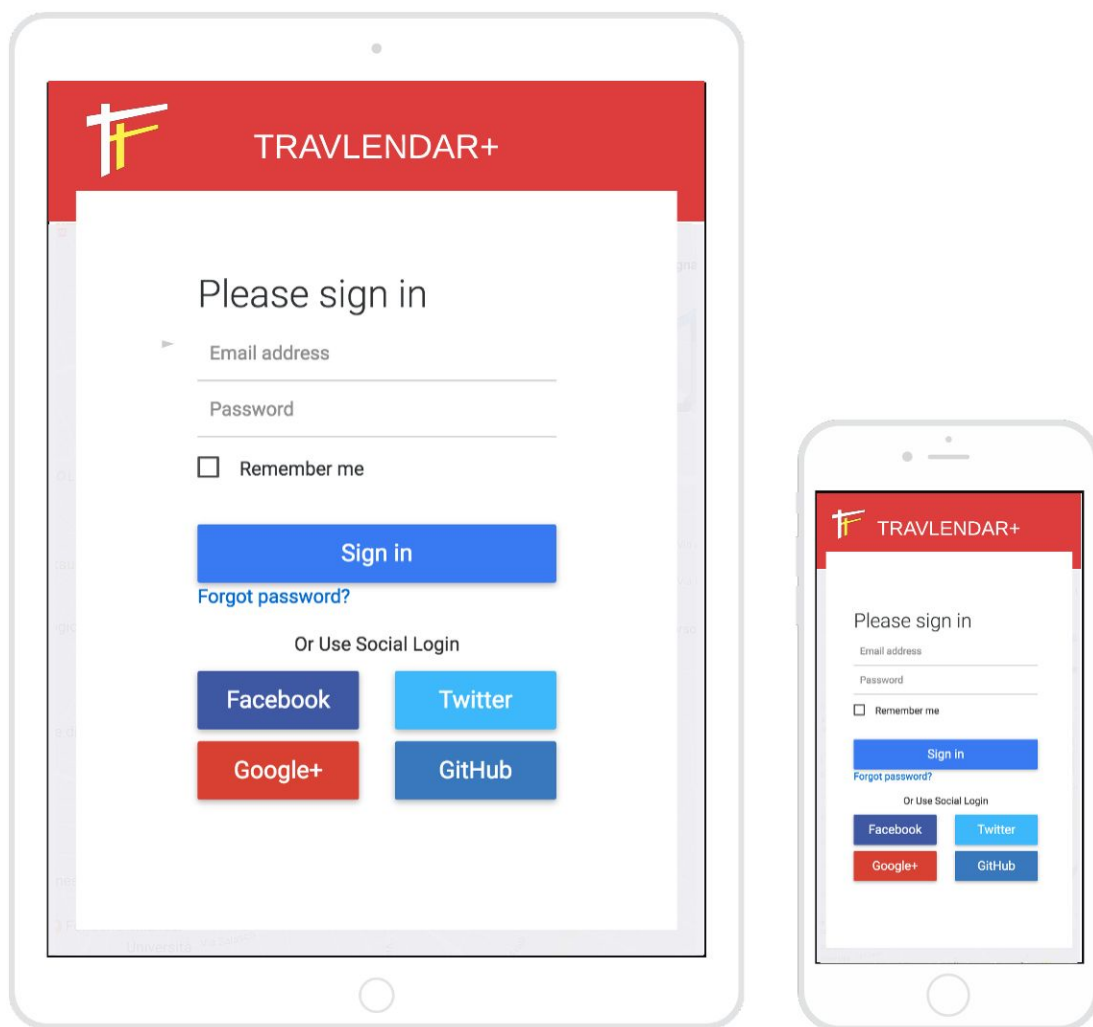 TRAVLENDAR+
Please sign in
Email address
Password
Remember me
Sign in
Forgot password?
Or Use Social Login
Facebook Twitter
Google+ GitHub
Università
TRAVLENDAR+
Please sign in
Email address
Password
Remember me
Sign in
Forgot password?
Or Use Social Login
Facebook Twitter
Google+ GitHub